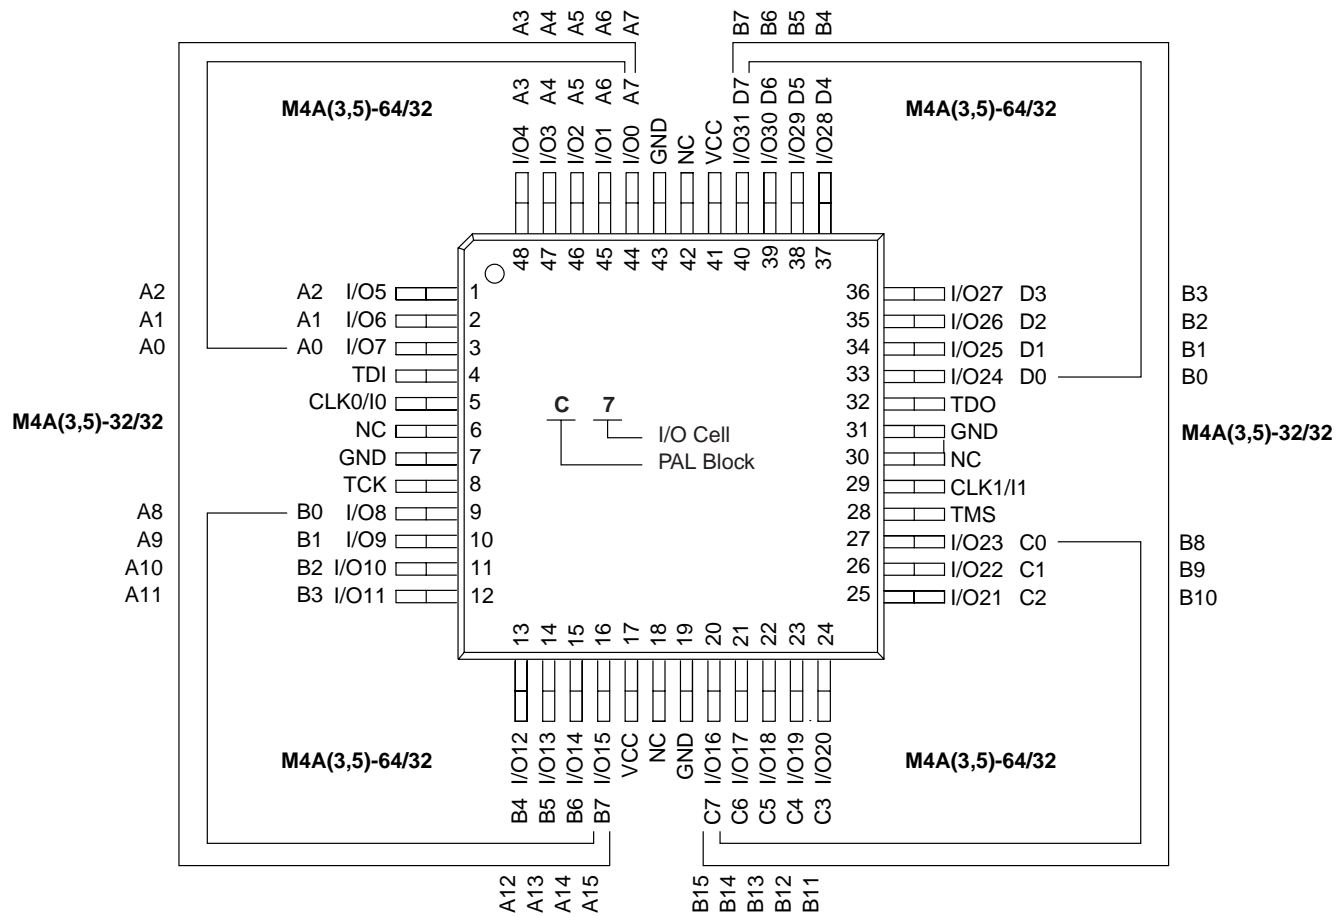 A3 A4 A5 A6 A7 B7 B6 B5 B4
M4A(3,5)-64/32 M4A(3,5)-64/32
A3 A4 A5 A6 A7 D7 D6 D5 D4
I/O4 I/O3 I/O2 I/O1 I/O0 GND NC VCC I/O31 I/O30 I/O29 I/O28
48 47 46 45 44 43 42 41 40 39 38 37
A2 A2 I/O5 1 36 I/O27 D3 B3
A1 A1 I/O6 2 35 I/O26 D2 B2
A0 A0 I/O7 3 34 I/O25 D1 B1
TDI 4 33 I/O24 D0 B0
CLK0/I0 5 32 TDO
M4A(3,5)-32/32 M4A(3,5)-32/32
NC 6 31 GND
GND 7 30 NC
TCK 8 29 CLK1/I1
C 7
I/O Cell
PAL Block
A8 B0 I/O8 9 28 TMS
A9 B1 I/O9 10 27 I/O23 C0 B8
A10 B2 I/O10 11 26 I/O22 C1 B9
A11 B3 I/O11 12 25 I/O21 C2 B10
13 14 15 16 17 18 19 20 21 22 23 24
I/O12 I/O13 I/O14 I/O15 VCC NC GND I/O16 I/O17 I/O18 I/O19 I/O20
M4A(3,5)-64/32 M4A(3,5)-64/32
B4 B5 B6 B7 C7 C6 C5 C4 C3
A12 A13 A14 A15 B15 B14 B13 B12 B11